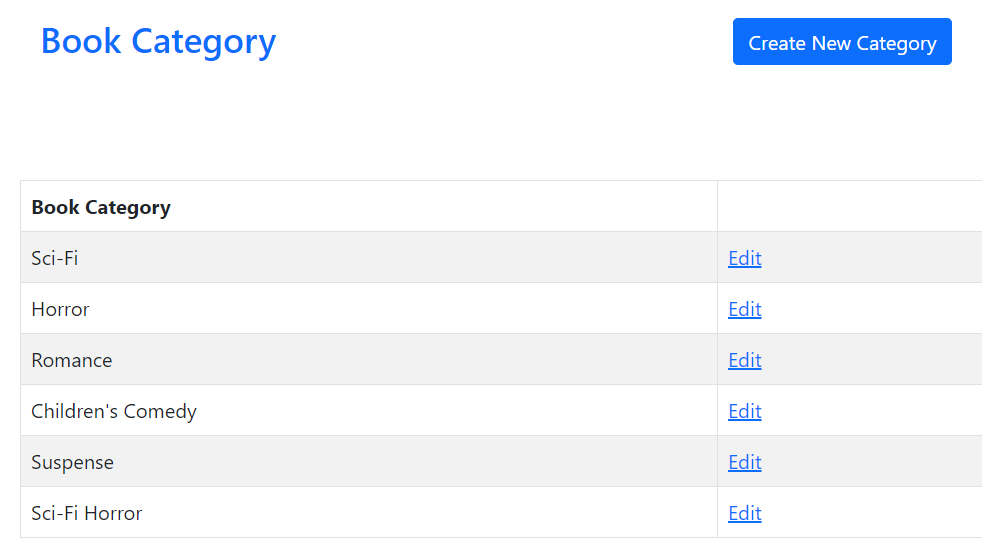 Book Category
Create New Category
Book Category
Sci-Fi Edit
Horror Edit
Romance Edit
Children's Comedy Edit
Suspense Edit
Sci-Fi Horror Edit